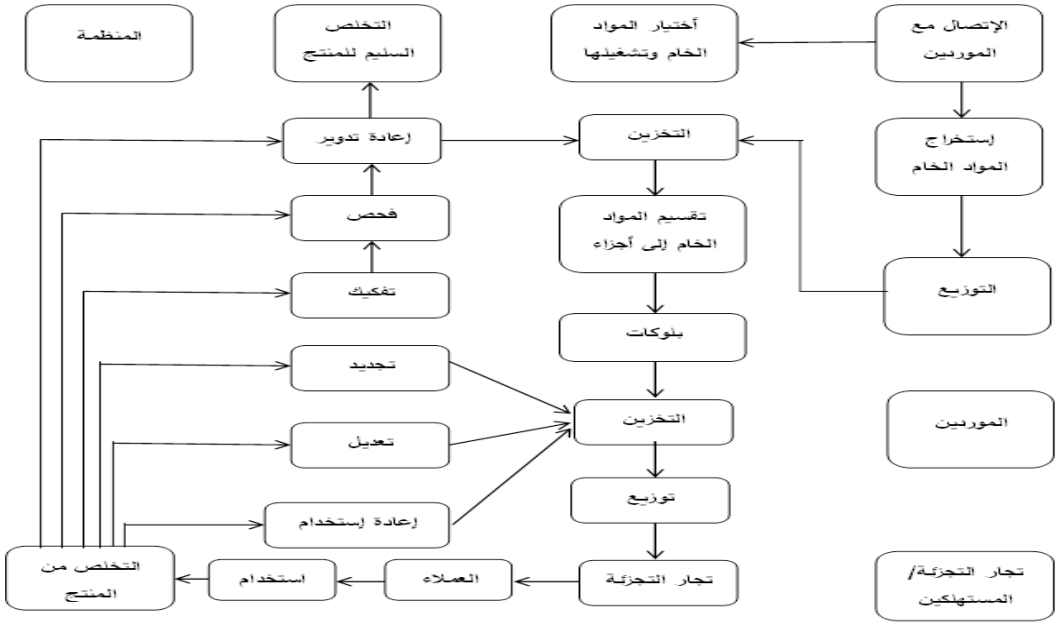 الإتصال مع
الموردين
أختيار المواد
الخام وتشغيلها
التخلص
السليم للمنتج
المنظمة
إستخراج
المواد الخام
التخزين
إعادة تدوير
تقسيم المواد
الخام إلى أجزاء
فحص
التوزيع
تفكيك
بلوكات
تجديد
الموردين
التخزين
تعديل
توزيع
إعادة إستخدام
تجار التجزئة/
المستهلكين
تجار التجزئة
العملاء
استخدام
التخلص من
المنتج